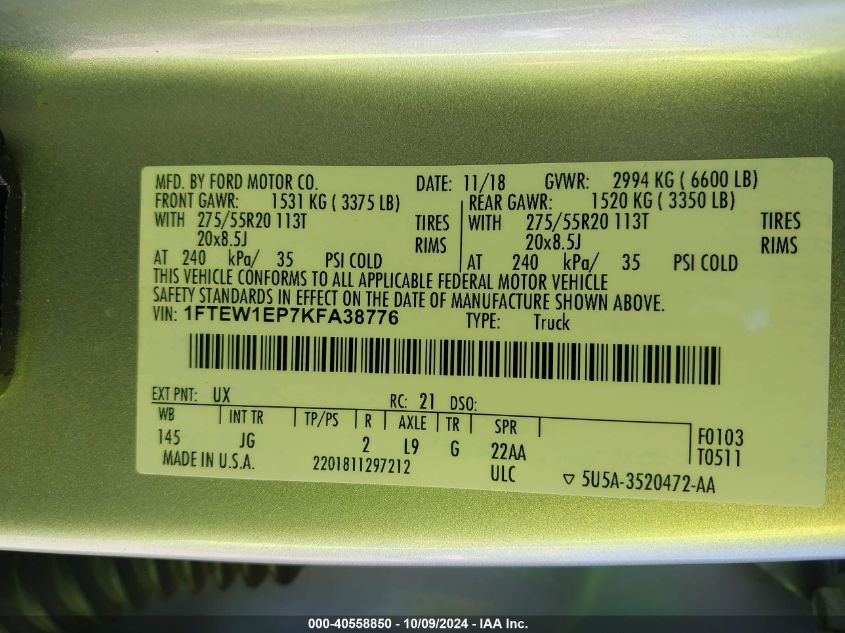 MFD. BY FORD MOTOR CO. DATE: 11/18 GVWR: 2994 KG ( 6600 LB)
FRONT GAWR: 1531 KG ( 3375 LB) REAR GAWR: 1520 KG ( 3350 LB)
WITH 275/55R20 113T TIRES WITH 275/55R20 113T TIRES
20x8.5J RIMS 20x8.5J RIMS
AT 240 kPa/ 35 PSI COLD AT 240 kPa/ 35 PSI COLD
THIS VEHICLE CONFORMS TO ALL APPLICABLE FEDERAL MOTOR VEHICLE
SAFETY STANDARDS IN EFFECT ON THE DATE OF MANUFACTURE SHOWN ABOVE.
VIN: 1FTEW1EP7KFA38776 TYPE: Truck
EXT PNT: UX RC: 21 DSO:
WB INT TR TP/PS R AXLE TR SPR
145 JG 2 L9 G 22AA F0103
T0511
MADE IN U.S.A. 2201811297212 ULC ▽ 5U5A-3520472-AA
000-40558850 - 10/09/2024 - IAA Inc.